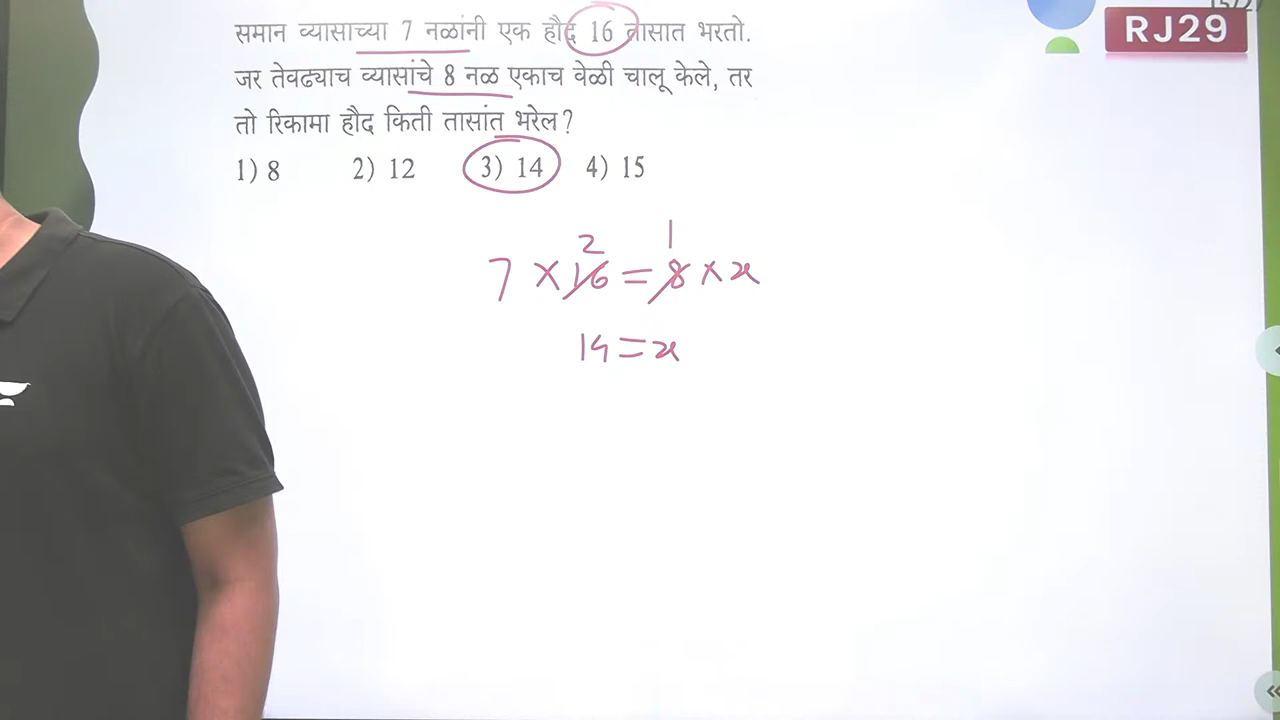 RJ29
समान व्यासाच्या 7 नळांनी एक हौद 16 तासात भरतो.
जर तेवढ्याच व्यासांचे 8 नळ एकाच वेळी चालू केले, तर
तो रिकामा हौद किती तासांत भरेल?
1) 8 2) 12 3) 14 4) 15
2 1
7 × 16 = 8 × x
14 = x